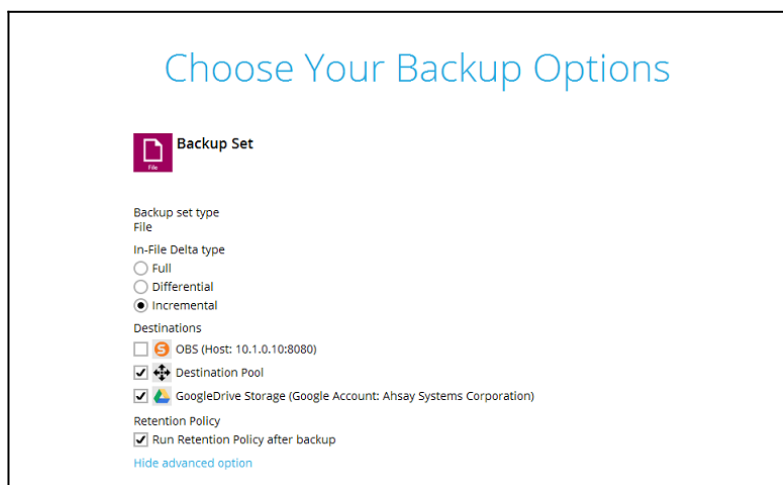 Choose Your Backup Options
Backup Set
File
Backup set type
File
In-File Delta type
Full
Differential
Incremental
Destinations
OBS (Host: 10.1.0.10:8080)
Destination Pool
GoogleDrive Storage (Google Account: Ahsay Systems Corporation)
Retention Policy
Run Retention Policy after backup
Hide advanced option